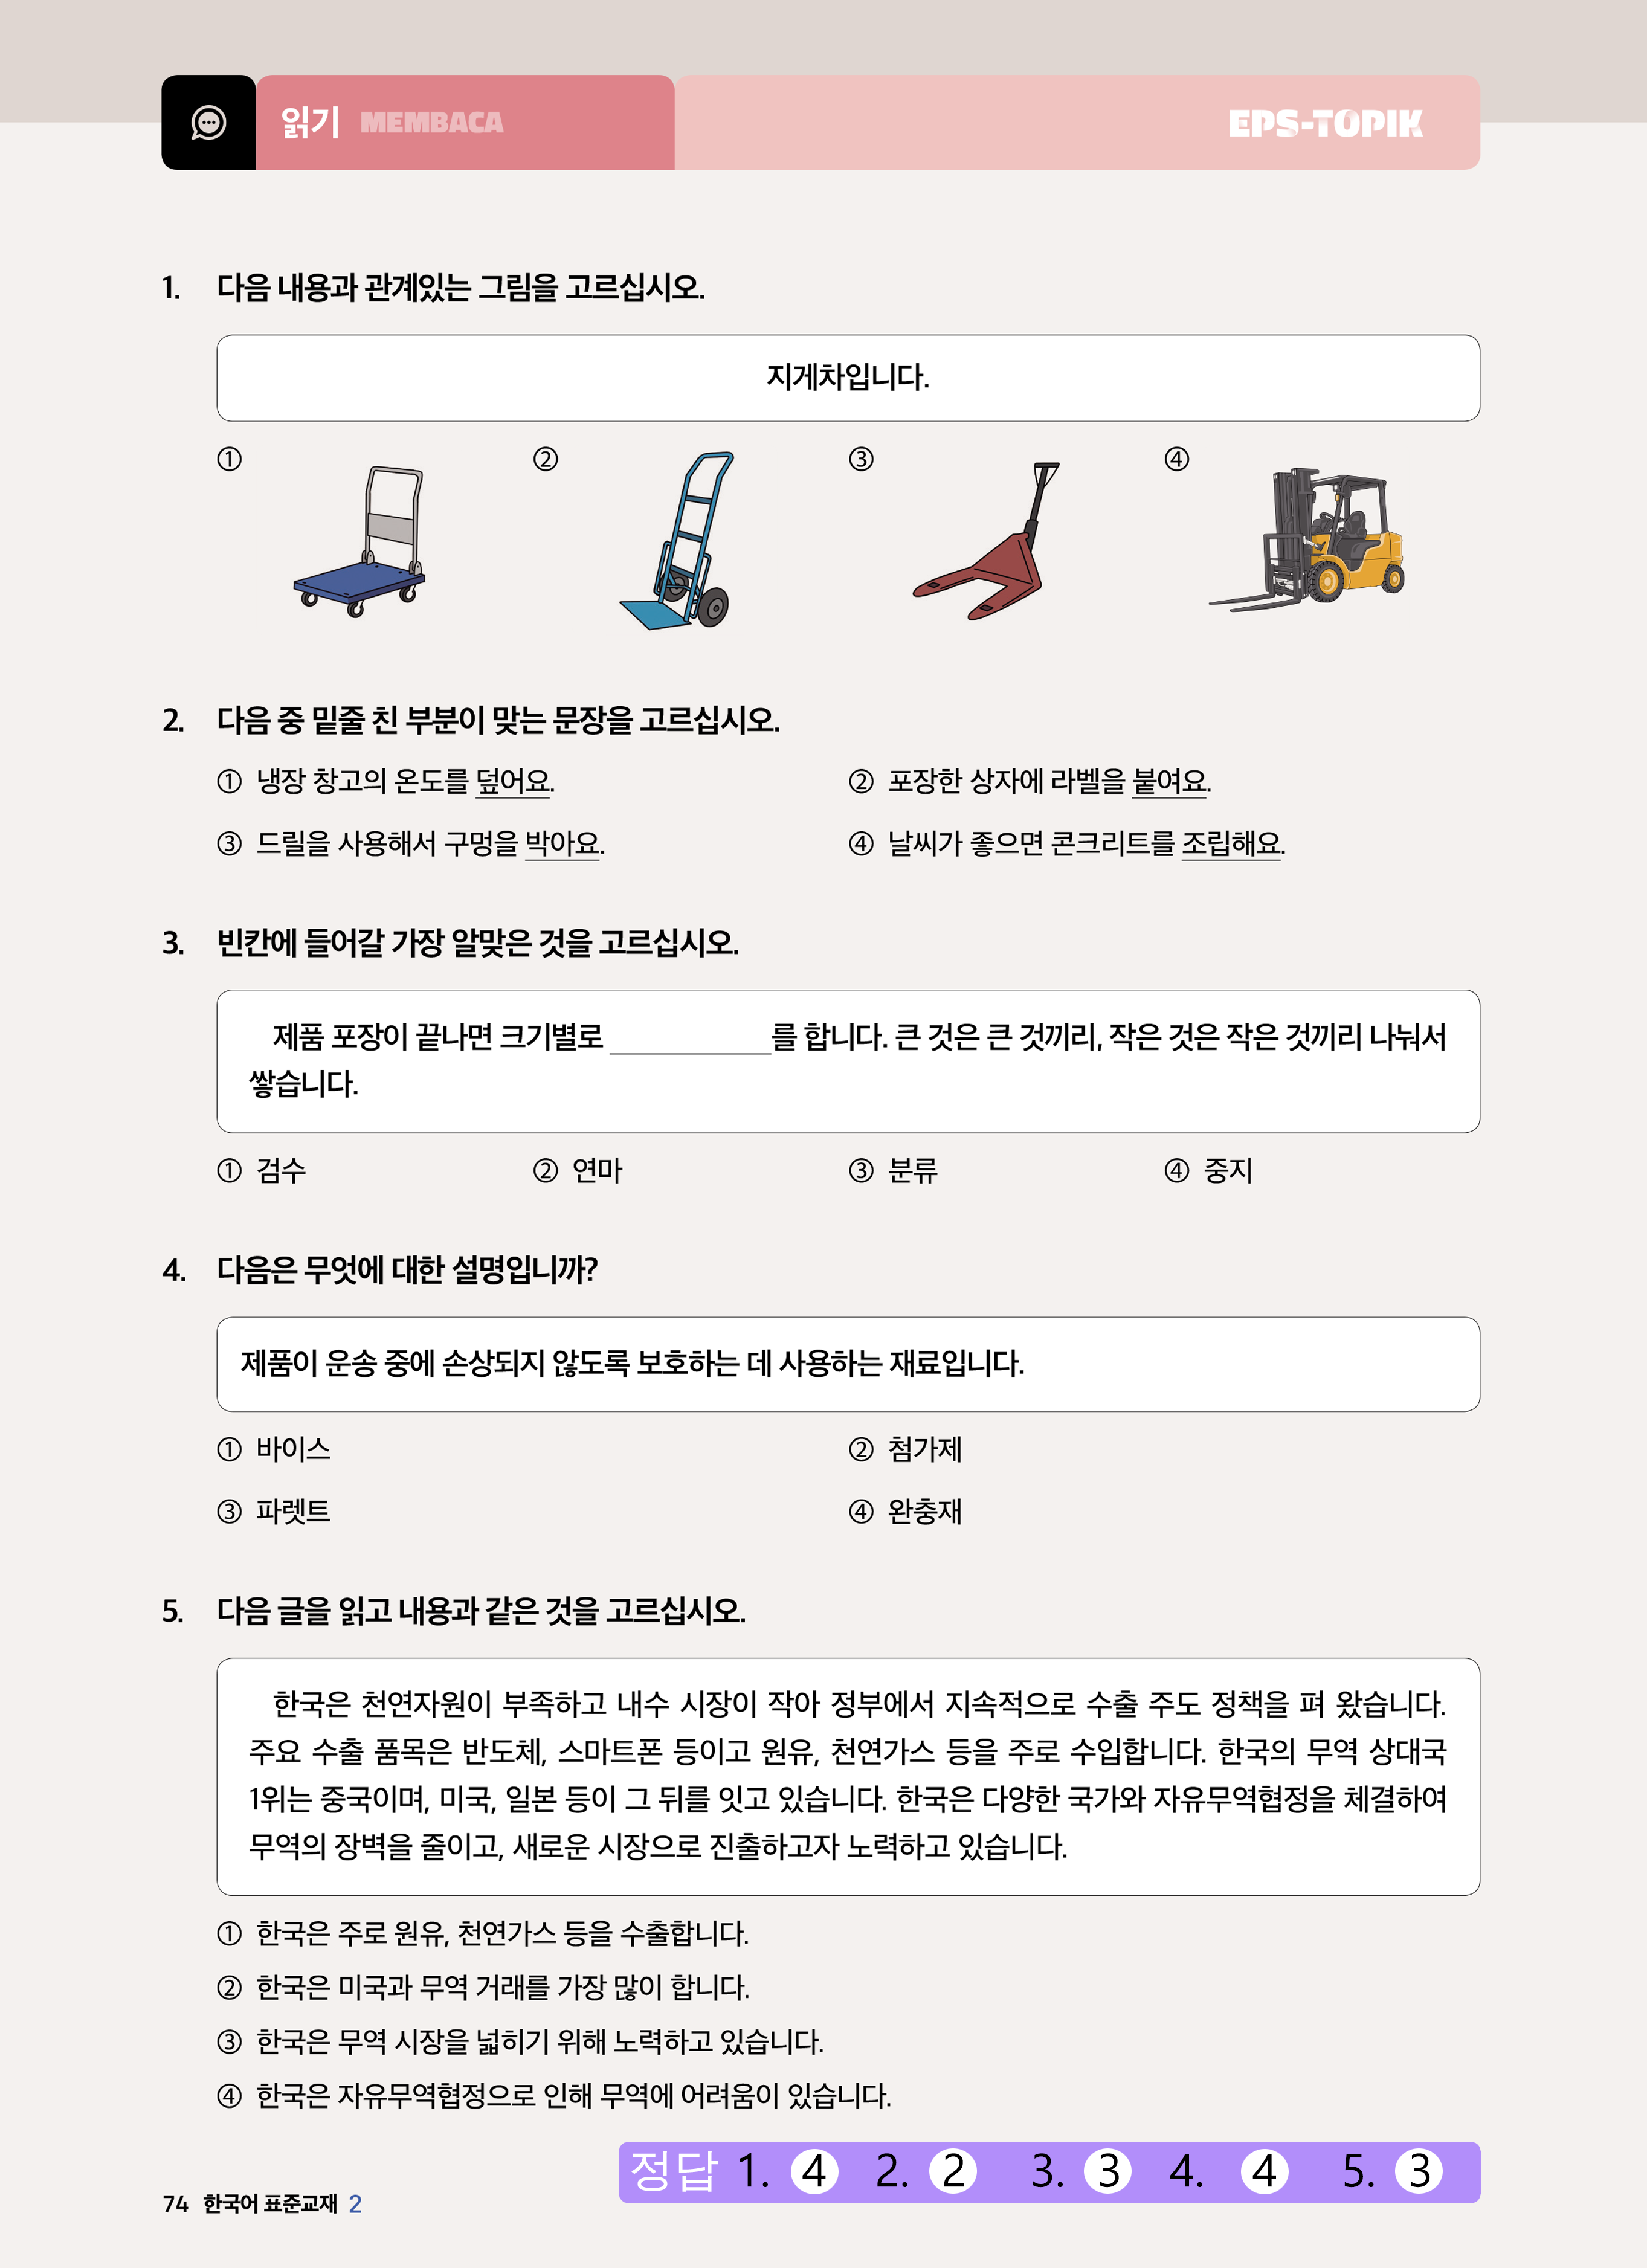 읽기 MEMBACA
EPS-TOPIK
1. 다음 내용과 관계있는 그림을 고르십시오.
지게차입니다.
① ② ③ ④
2. 다음 중 밑줄 친 부분이 맞는 문장을 고르십시오.
① 냉장 창고의 온도를 덮어요. ② 포장한 상자에 라벨을 붙여요.
③ 드릴을 사용해서 구멍을 박아요. ④ 날씨가 좋으면 콘크리트를 조립해요.
3. 빈칸에 들어갈 가장 알맞은 것을 고르십시오.
제품 포장이 끝나면 크기별로 __________를 합니다. 큰 것은 큰 것끼리, 작은 것은 작은 것끼리 나눠서
쌓습니다.
① 검수 ② 연마 ③ 분류 ④ 중지
4. 다음은 무엇에 대한 설명입니까?
제품이 운송 중에 손상되지 않도록 보호하는 데 사용하는 재료입니다.
① 바이스 ② 첨가제
③ 파렛트 ④ 완충재
5. 다음 글을 읽고 내용과 같은 것을 고르십시오.
한국은 천연자원이 부족하고 내수 시장이 작아 정부에서 지속적으로 수출 주도 정책을 펴 왔습니다.
주요 수출 품목은 반도체, 스마트폰 등이고 원유, 천연가스 등을 주로 수입합니다. 한국의 무역 상대국
1위는 중국이며, 미국, 일본 등이 그 뒤를 잇고 있습니다. 한국은 다양한 국가와 자유무역협정을 체결하여
무역의 장벽을 줄이고, 새로운 시장으로 진출하고자 노력하고 있습니다.
① 한국은 주로 원유, 천연가스 등을 수출합니다.
② 한국은 미국과 무역 거래를 가장 많이 합니다.
③ 한국은 무역 시장을 넓히기 위해 노력하고 있습니다.
④ 한국은 자유무역협정으로 인해 무역에 어려움이 있습니다.
정답 1. 4 2. 2 3. 3 4. 4 5. 3
74 한국어 표준교재 2